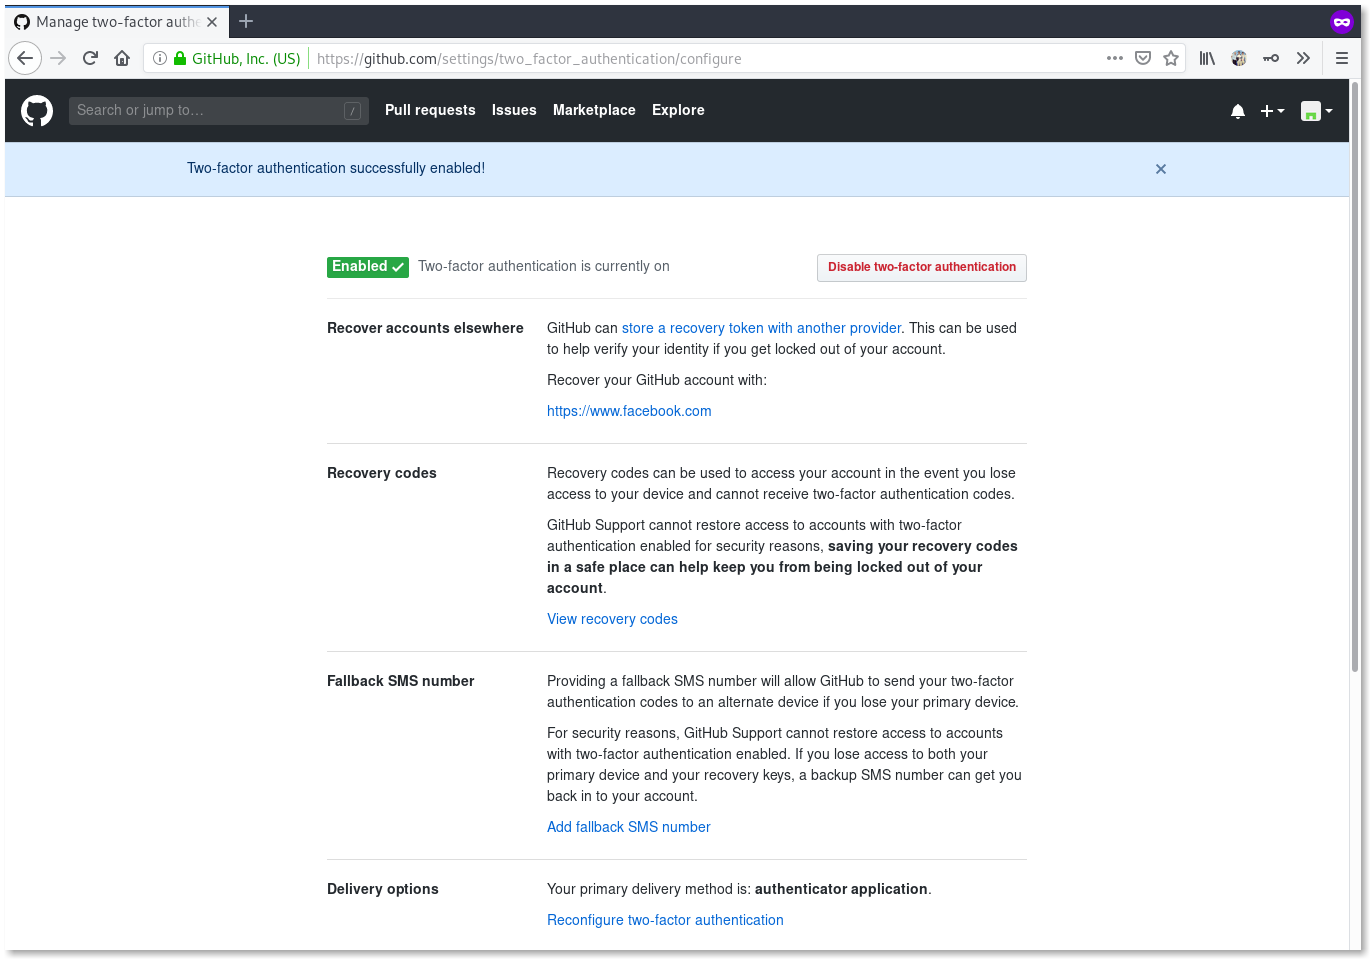 Manage two-factor authe
GitHub, Inc. (US) https://github.com/settings/two_factor_authentication/configure
Search or jump to… / Pull requests Issues Marketplace Explore
Two-factor authentication successfully enabled!
Enabled ✓ Two-factor authentication is currently on Disable two-factor authentication
Recover accounts elsewhere GitHub can store a recovery token with another provider. This can be used
to help verify your identity if you get locked out of your account.
Recover your GitHub account with:
https://www.facebook.com
Recovery codes Recovery codes can be used to access your account in the event you lose
access to your device and cannot receive two-factor authentication codes.
GitHub Support cannot restore access to accounts with two-factor
authentication enabled for security reasons, saving your recovery codes
in a safe place can help keep you from being locked out of your
account.
View recovery codes
Fallback SMS number Providing a fallback SMS number will allow GitHub to send your two-factor
authentication codes to an alternate device if you lose your primary device.
For security reasons, GitHub Support cannot restore access to accounts
with two-factor authentication enabled. If you lose access to both your
primary device and your recovery keys, a backup SMS number can get you
back in to your account.
Add fallback SMS number
Delivery options Your primary delivery method is: authenticator application.
Reconfigure two-factor authentication